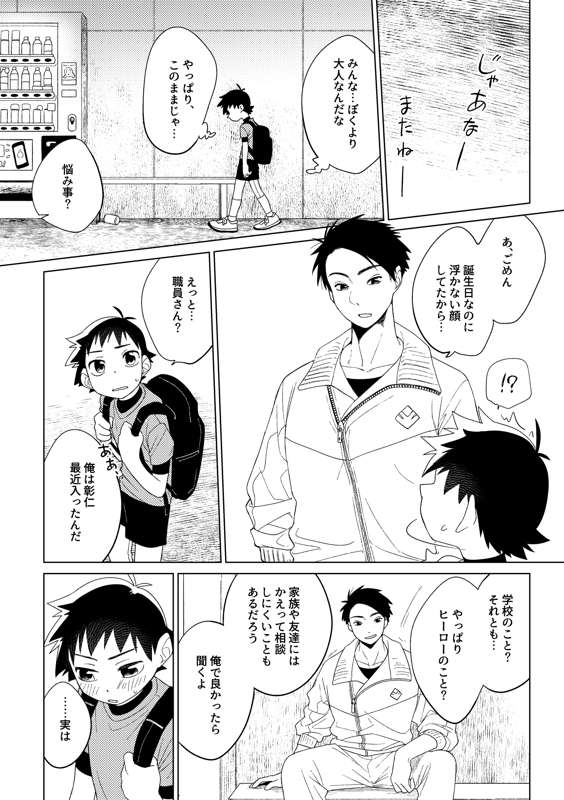 じゃあなー
またねー
みんな…ぼくより
大人なんだな
やっぱり、
このままじゃ…
悩み事？
あ、ごめん
誕生日なのに
浮かない顔
してたから…
!?
えっと…
職員さん？
ああ、
俺は彰仁
最近入ったんだ
学校のこと？
それとも…
やっぱり
ヒーローのこと？
家族や友達には
かえって相談
しにくいことも
あるだろう
俺で良かったら
聞くよ
……実は